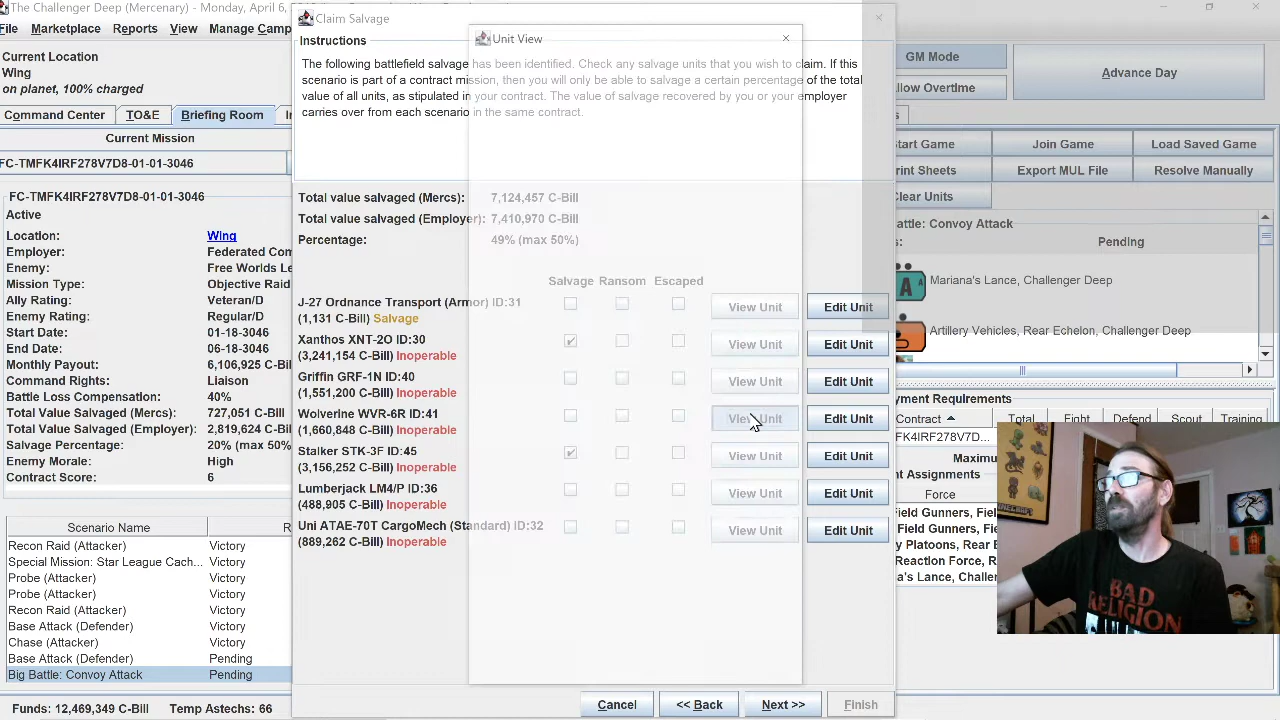 The Challenger Deep (Mercenary) - Monday, April 6,
File Marketplace Reports View Manage Camp
Current Location
Wing
on planet, 100% charged
Command Center TO&E Briefing Room
Current Mission
FC-TMFK4IRF278V7D8-01-01-3046
FC-TMFK4IRF278V7D8-01-01-3046
Active
Location: Wing
Employer: Federated Com
Enemy: Free Worlds Le
Mission Type: Objective Raid
Ally Rating: Veteran/D
Enemy Rating: Regular/D
Start Date: 01-18-3046
End Date: 06-18-3046
Monthly Payout: 6,106,925 C-Bi
Command Rights: Liaison
Battle Loss Compensation: 40%
Total Value Salvaged (Mercs): 727,051 C-Bill
Total Value Salvaged (Employer): 2,819,624 C-Bi
Salvage Percentage: 20% (max 50%
Enemy Morale: High
Contract Score: 6
Scenario Name R
Recon Raid (Attacker) Victory
Special Mission: Star League Cach... Victory
Probe (Attacker) Victory
Probe (Attacker) Victory
Recon Raid (Attacker) Victory
Base Attack (Defender) Victory
Chase (Attacker) Victory
Base Attack (Defender) Pending
Big Battle: Convoy Attack Pending
Funds: 12,469,349 C-Bill Temp Astechs: 66
Claim Salvage
Unit View
Instructions
The following battlefield salvage has been identified. Check any salvage units that you wish to claim. If this
scenario is part of a contract mission, then you will only be able to salvage a certain percentage of the total
value of all units, as stipulated in your contract. The value of salvage recovered by you or your employer
carries over from each scenario in the same contract.
Total value salvaged (Mercs): 7,124,457 C-Bill
Total value salvaged (Employer): 7,410,970 C-Bill
Percentage: 49% (max 50%)
Salvage Ransom Escaped
J-27 Ordnance Transport (Armor) ID:31
(1,131 C-Bill) Salvage
View Unit Edit Unit
Xanthos XNT-2O ID:30
(3,241,154 C-Bill) Inoperable
View Unit Edit Unit
Griffin GRF-1N ID:40
(1,551,200 C-Bill) Inoperable
View Unit Edit Unit
Wolverine WVR-6R ID:41
(1,660,848 C-Bill) Inoperable
View Unit Edit Unit
Stalker STK-3F ID:45
(3,156,252 C-Bill) Inoperable
View Unit Edit Unit
Lumberjack LM4/P ID:36
(488,905 C-Bill) Inoperable
View Unit Edit Unit
Uni ATAE-70T CargoMech (Standard) ID:32
(889,262 C-Bill) Inoperable
View Unit Edit Unit
Cancel << Back Next >> Finish
GM Mode
llow Overtime
Advance Day
tart Game Join Game Load Saved Game
rint Sheets Export MUL File Resolve Manually
lear Units
attle: Convoy Attack
s: Pending
Mariana's Lance, Challenger Deep
Artillery Vehicles, Rear Echelon, Challenger Deep
yment Requirements
Contract Total Fight Defend Scout Training
FK4IRF278V7D...
Maximu
nt Assignments
Force
Field Gunners, F
Field Gunners, F
y Platoons, Rear E
Reaction Force, R
a's Lance, Challen
BAD
RELIGION